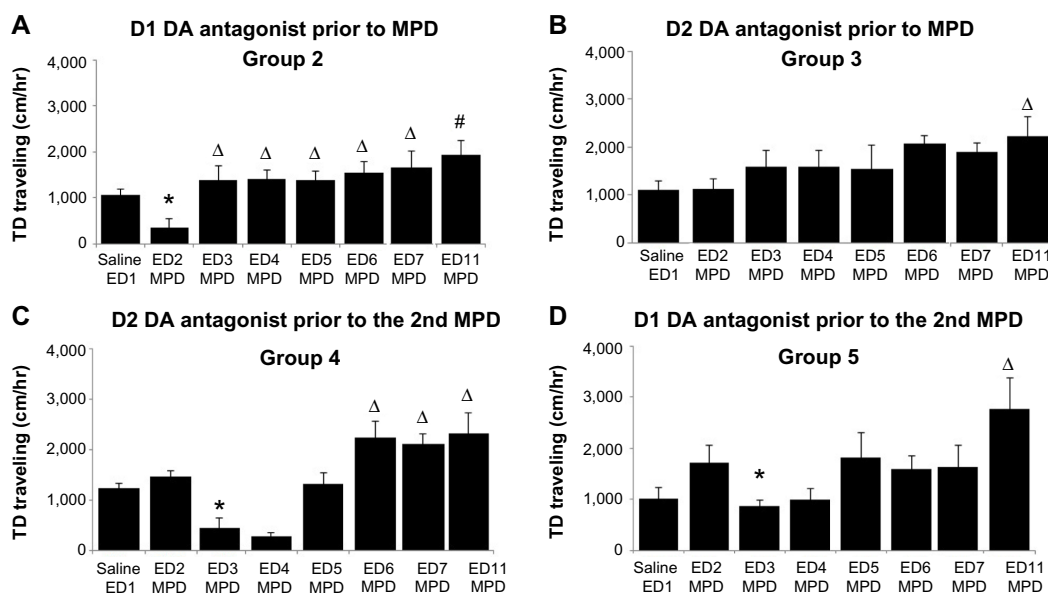 A
D1 DA antagonist prior to MPD
Group 2
TD traveling (cm/hr)
4,000
3,000
2,000
1,000
0
*
Δ
Δ
Δ
Δ
Δ
#
Saline ED2 ED3 ED4 ED5 ED6 ED7 ED11
ED1 MPD MPD MPD MPD MPD MPD MPD
B
D2 DA antagonist prior to MPD
Group 3
TD traveling (cm/hr)
4,000
3,000
2,000
1,000
0
Δ
Saline ED2 ED3 ED4 ED5 ED6 ED7 ED11
ED1 MPD MPD MPD MPD MPD MPD MPD
C
D2 DA antagonist prior to the 2nd MPD
Group 4
TD traveling (cm/hr)
4,000
3,000
2,000
1,000
0
*
Δ
Δ
Δ
Saline ED2 ED3 ED4 ED5 ED6 ED7 ED11
ED1 MPD MPD MPD MPD MPD MPD MPD
D
D1 DA antagonist prior to the 2nd MPD
Group 5
TD traveling (cm/hr)
4,000
3,000
2,000
1,000
0
*
Δ
Saline ED2 ED3 ED4 ED5 ED6 ED7 ED11
ED1 MPD MPD MPD MPD MPD MPD MPD